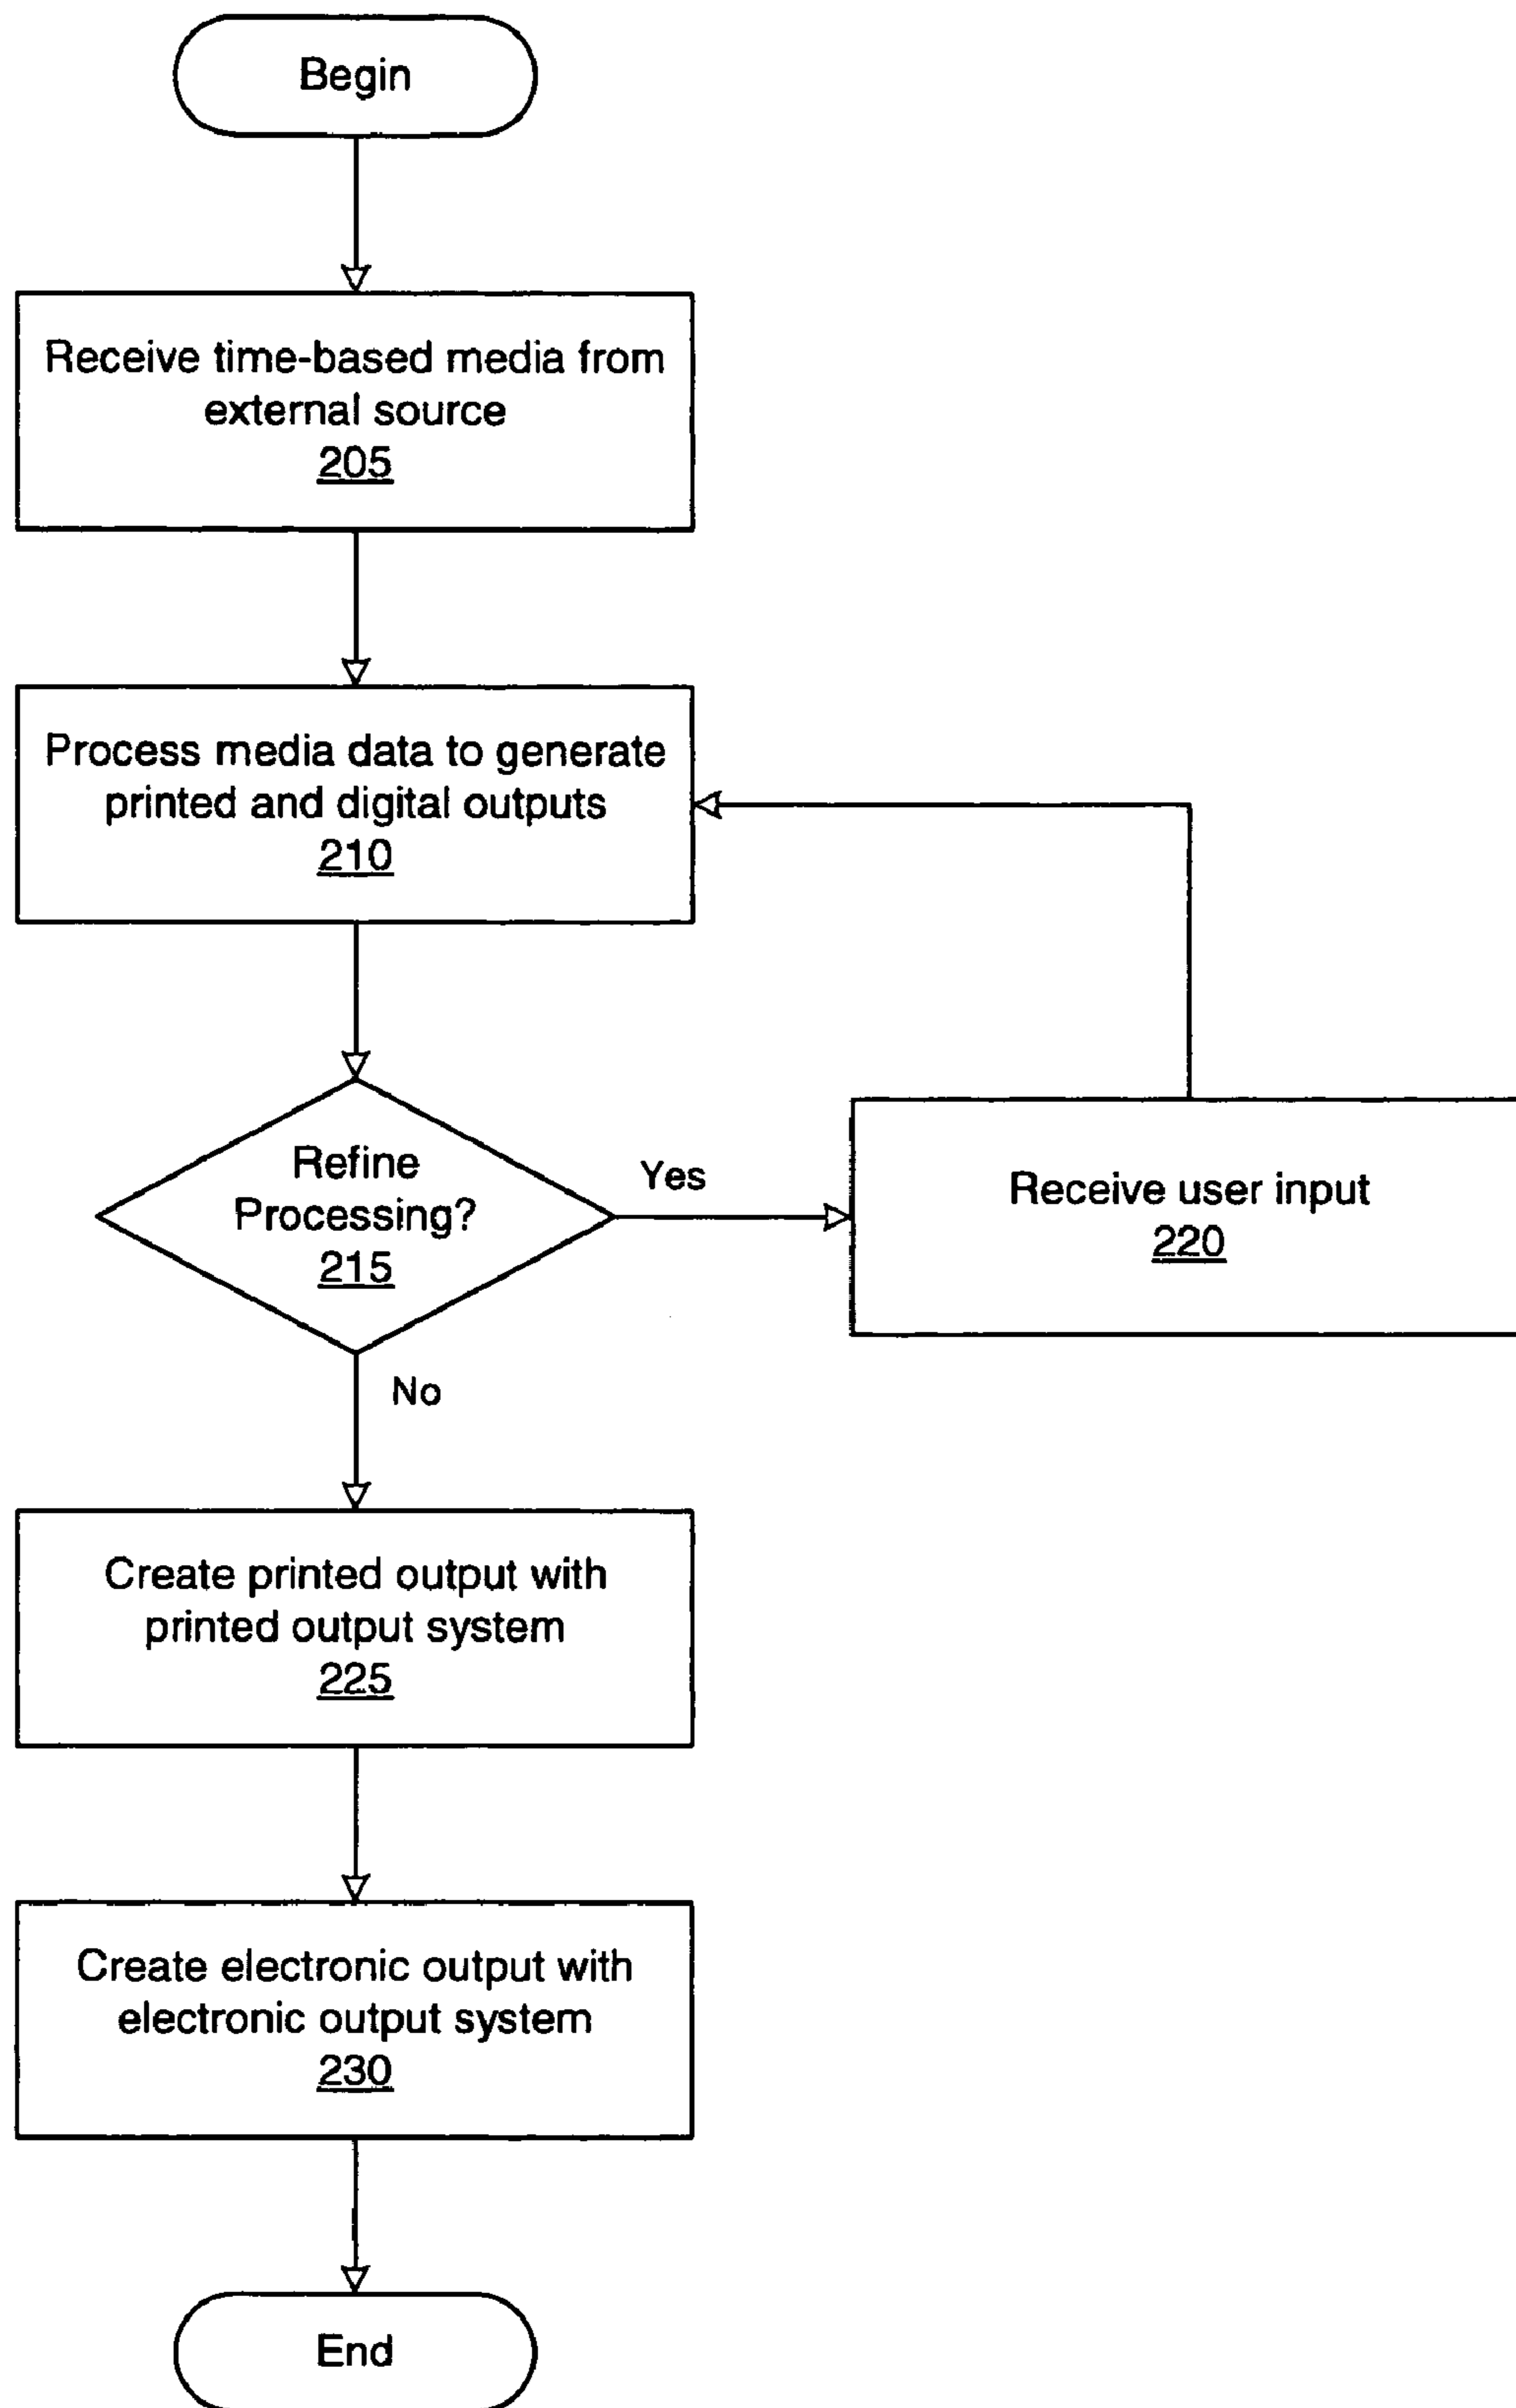 Begin
Receive time-based media from
external source
205
Process media data to generate
printed and digital outputs
210
Refine
Processing?
215
Yes
Receive user input
220
No
Create printed output with
printed output system
225
Create electronic output with
electronic output system
230
End